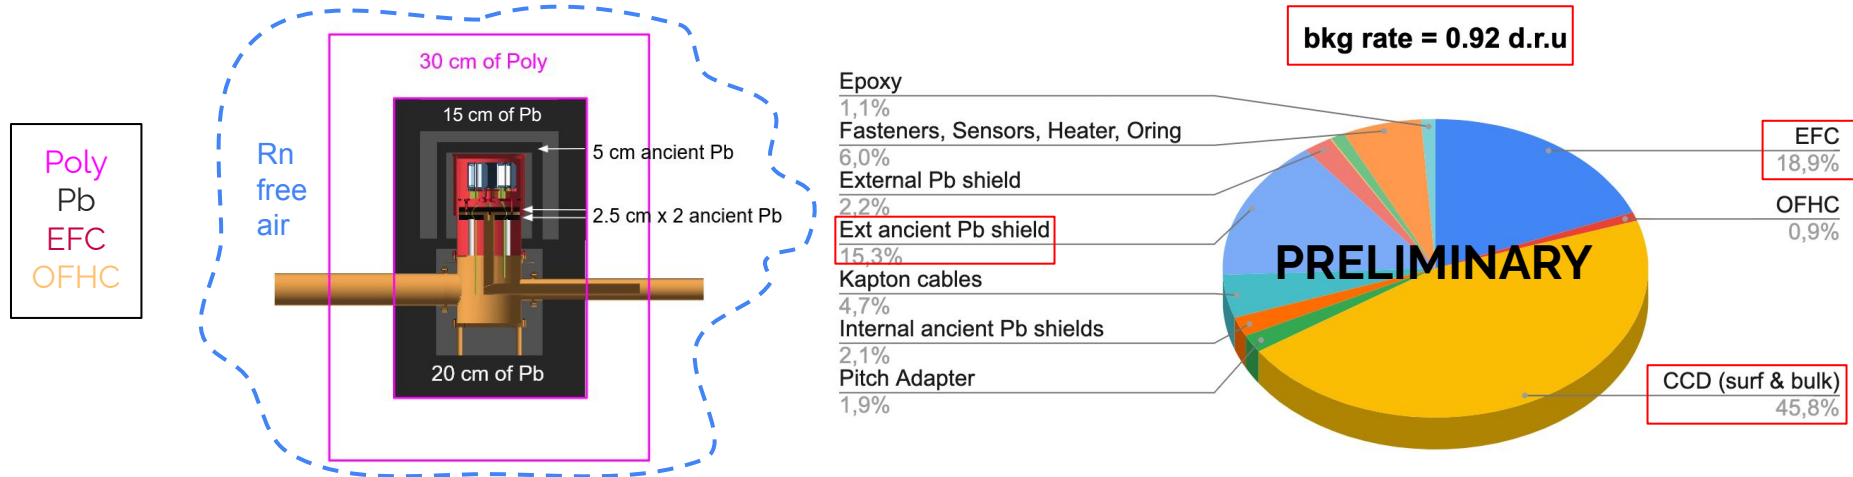 Poly
Pb
EFC
OFHC
Rn
free
air
30 cm of Poly
15 cm of Pb
5 cm ancient Pb
2.5 cm x 2 ancient Pb
20 cm of Pb
bkg rate = 0.92 d.r.u
Epoxy
1,1%
Fasteners, Sensors, Heater, Oring
6,0%
External Pb shield
2,2%
Ext ancient Pb shield
15,3%
Kapton cables
4,7%
Internal ancient Pb shields
2,1%
Pitch Adapter
1,9%
PRELIMINARY
EFC
18,9%
OFHC
0,9%
CCD (surf & bulk)
45,8%